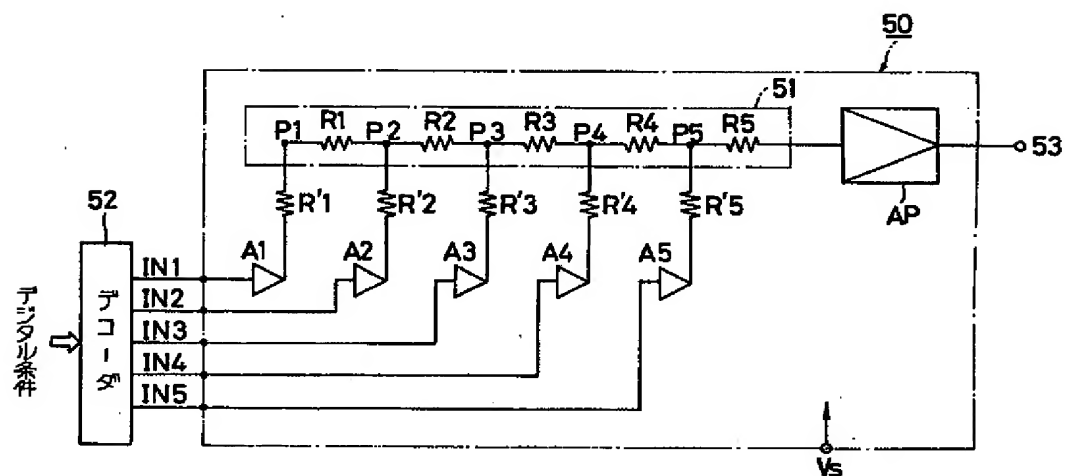 50
51
P1 R1 P2 R2 P3 R3 P4 R4 P5 R5
53
AP
R'1 R'2 R'3 R'4 R'5
52
A1 A2 A3 A4 A5
IN1
IN2
IN3
IN4
IN5
デジタル条件
デコーダ
Vs